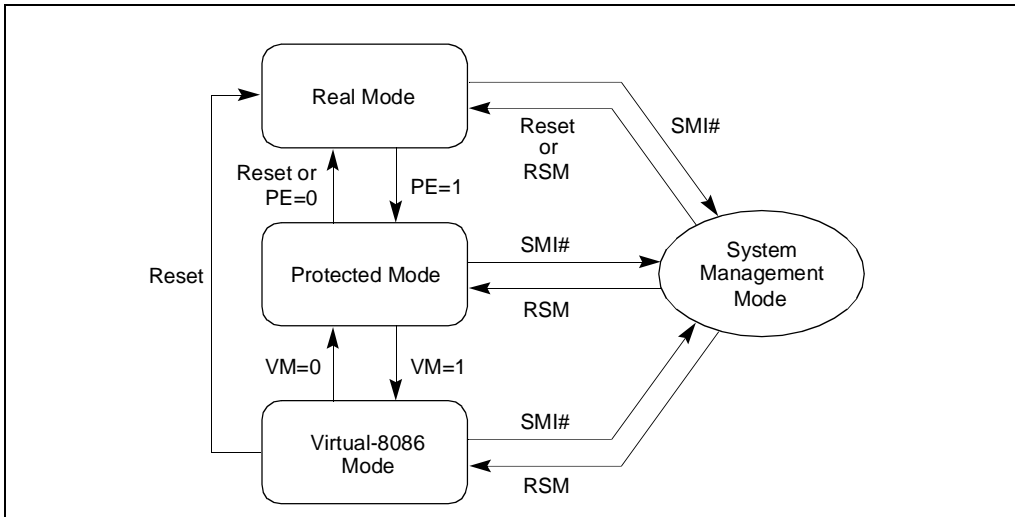 Real Mode
SMI#
Reset
or
RSM
Reset or
PE=0
PE=1
SMI#
System
Management
Mode
Reset
Protected Mode
RSM
VM=0
VM=1
SMI#
Virtual-8086
Mode
RSM